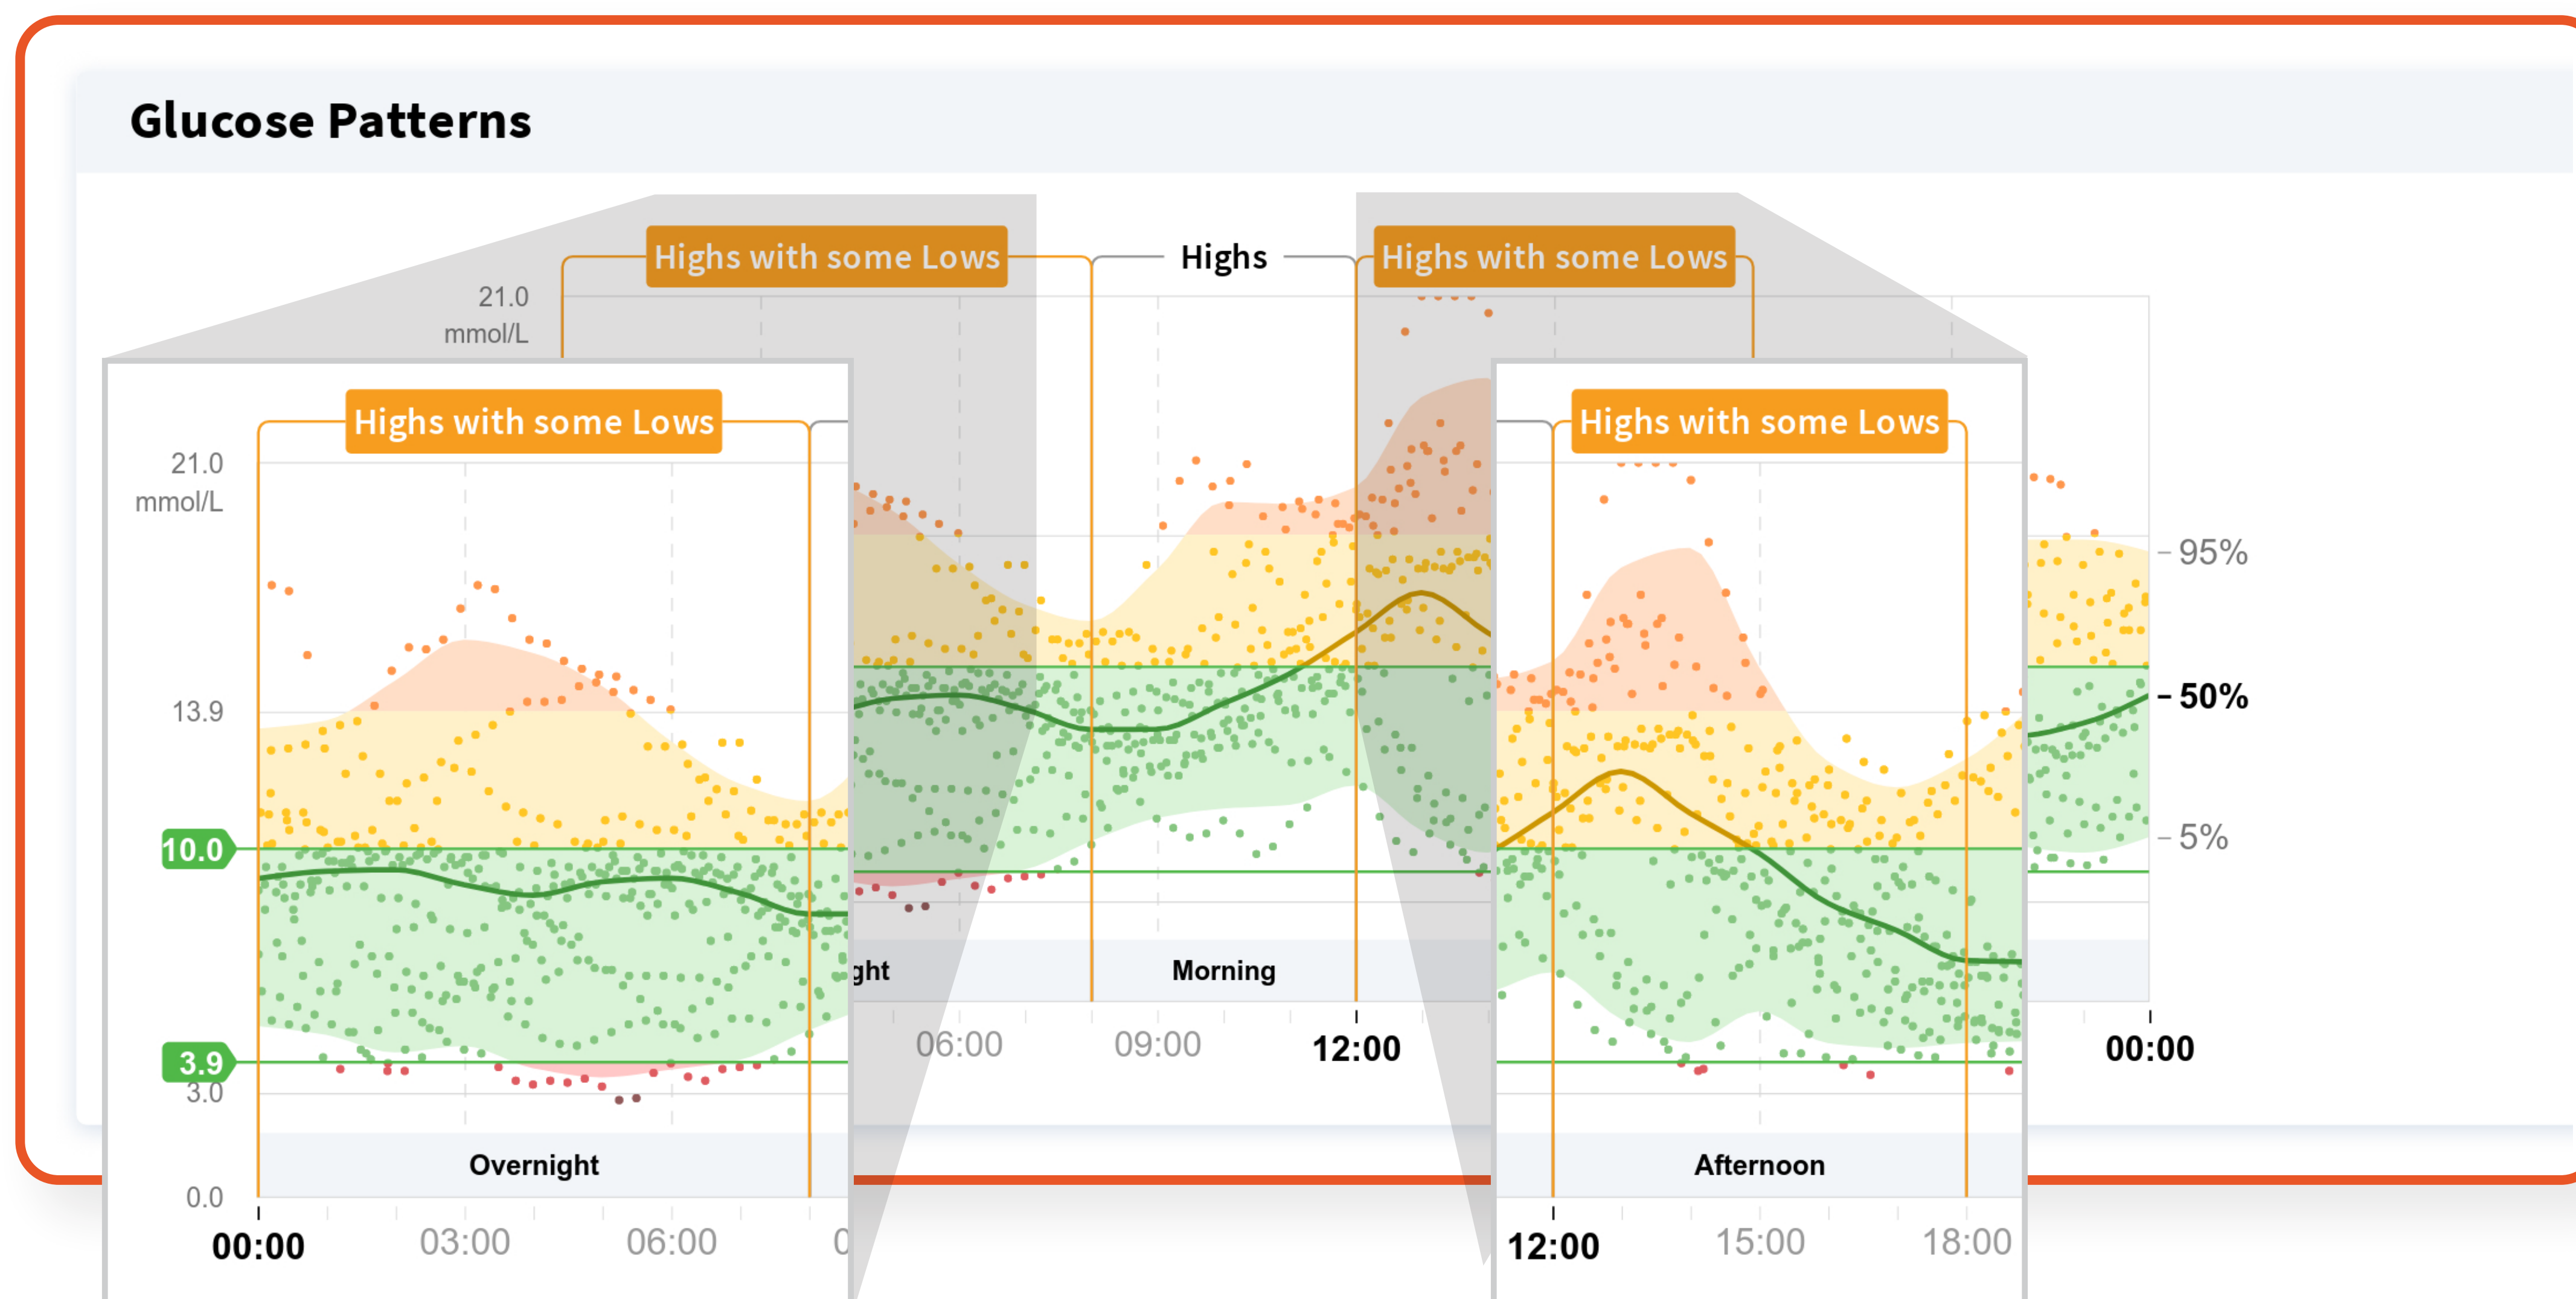 Glucose Patterns
Highs with some Lows
Highs
Highs with some Lows
21.0
mmol/L
Highs with some Lows
21.0
mmol/L
13.9
10.0
3.9
3.0
Overnight
0.0
00:00
03:00
06:00
0
ght
Morning
06:00
09:00
12:00
Highs with some Lows
Afternoon
12:00
15:00
18:00
95%
50%
5%
00:00